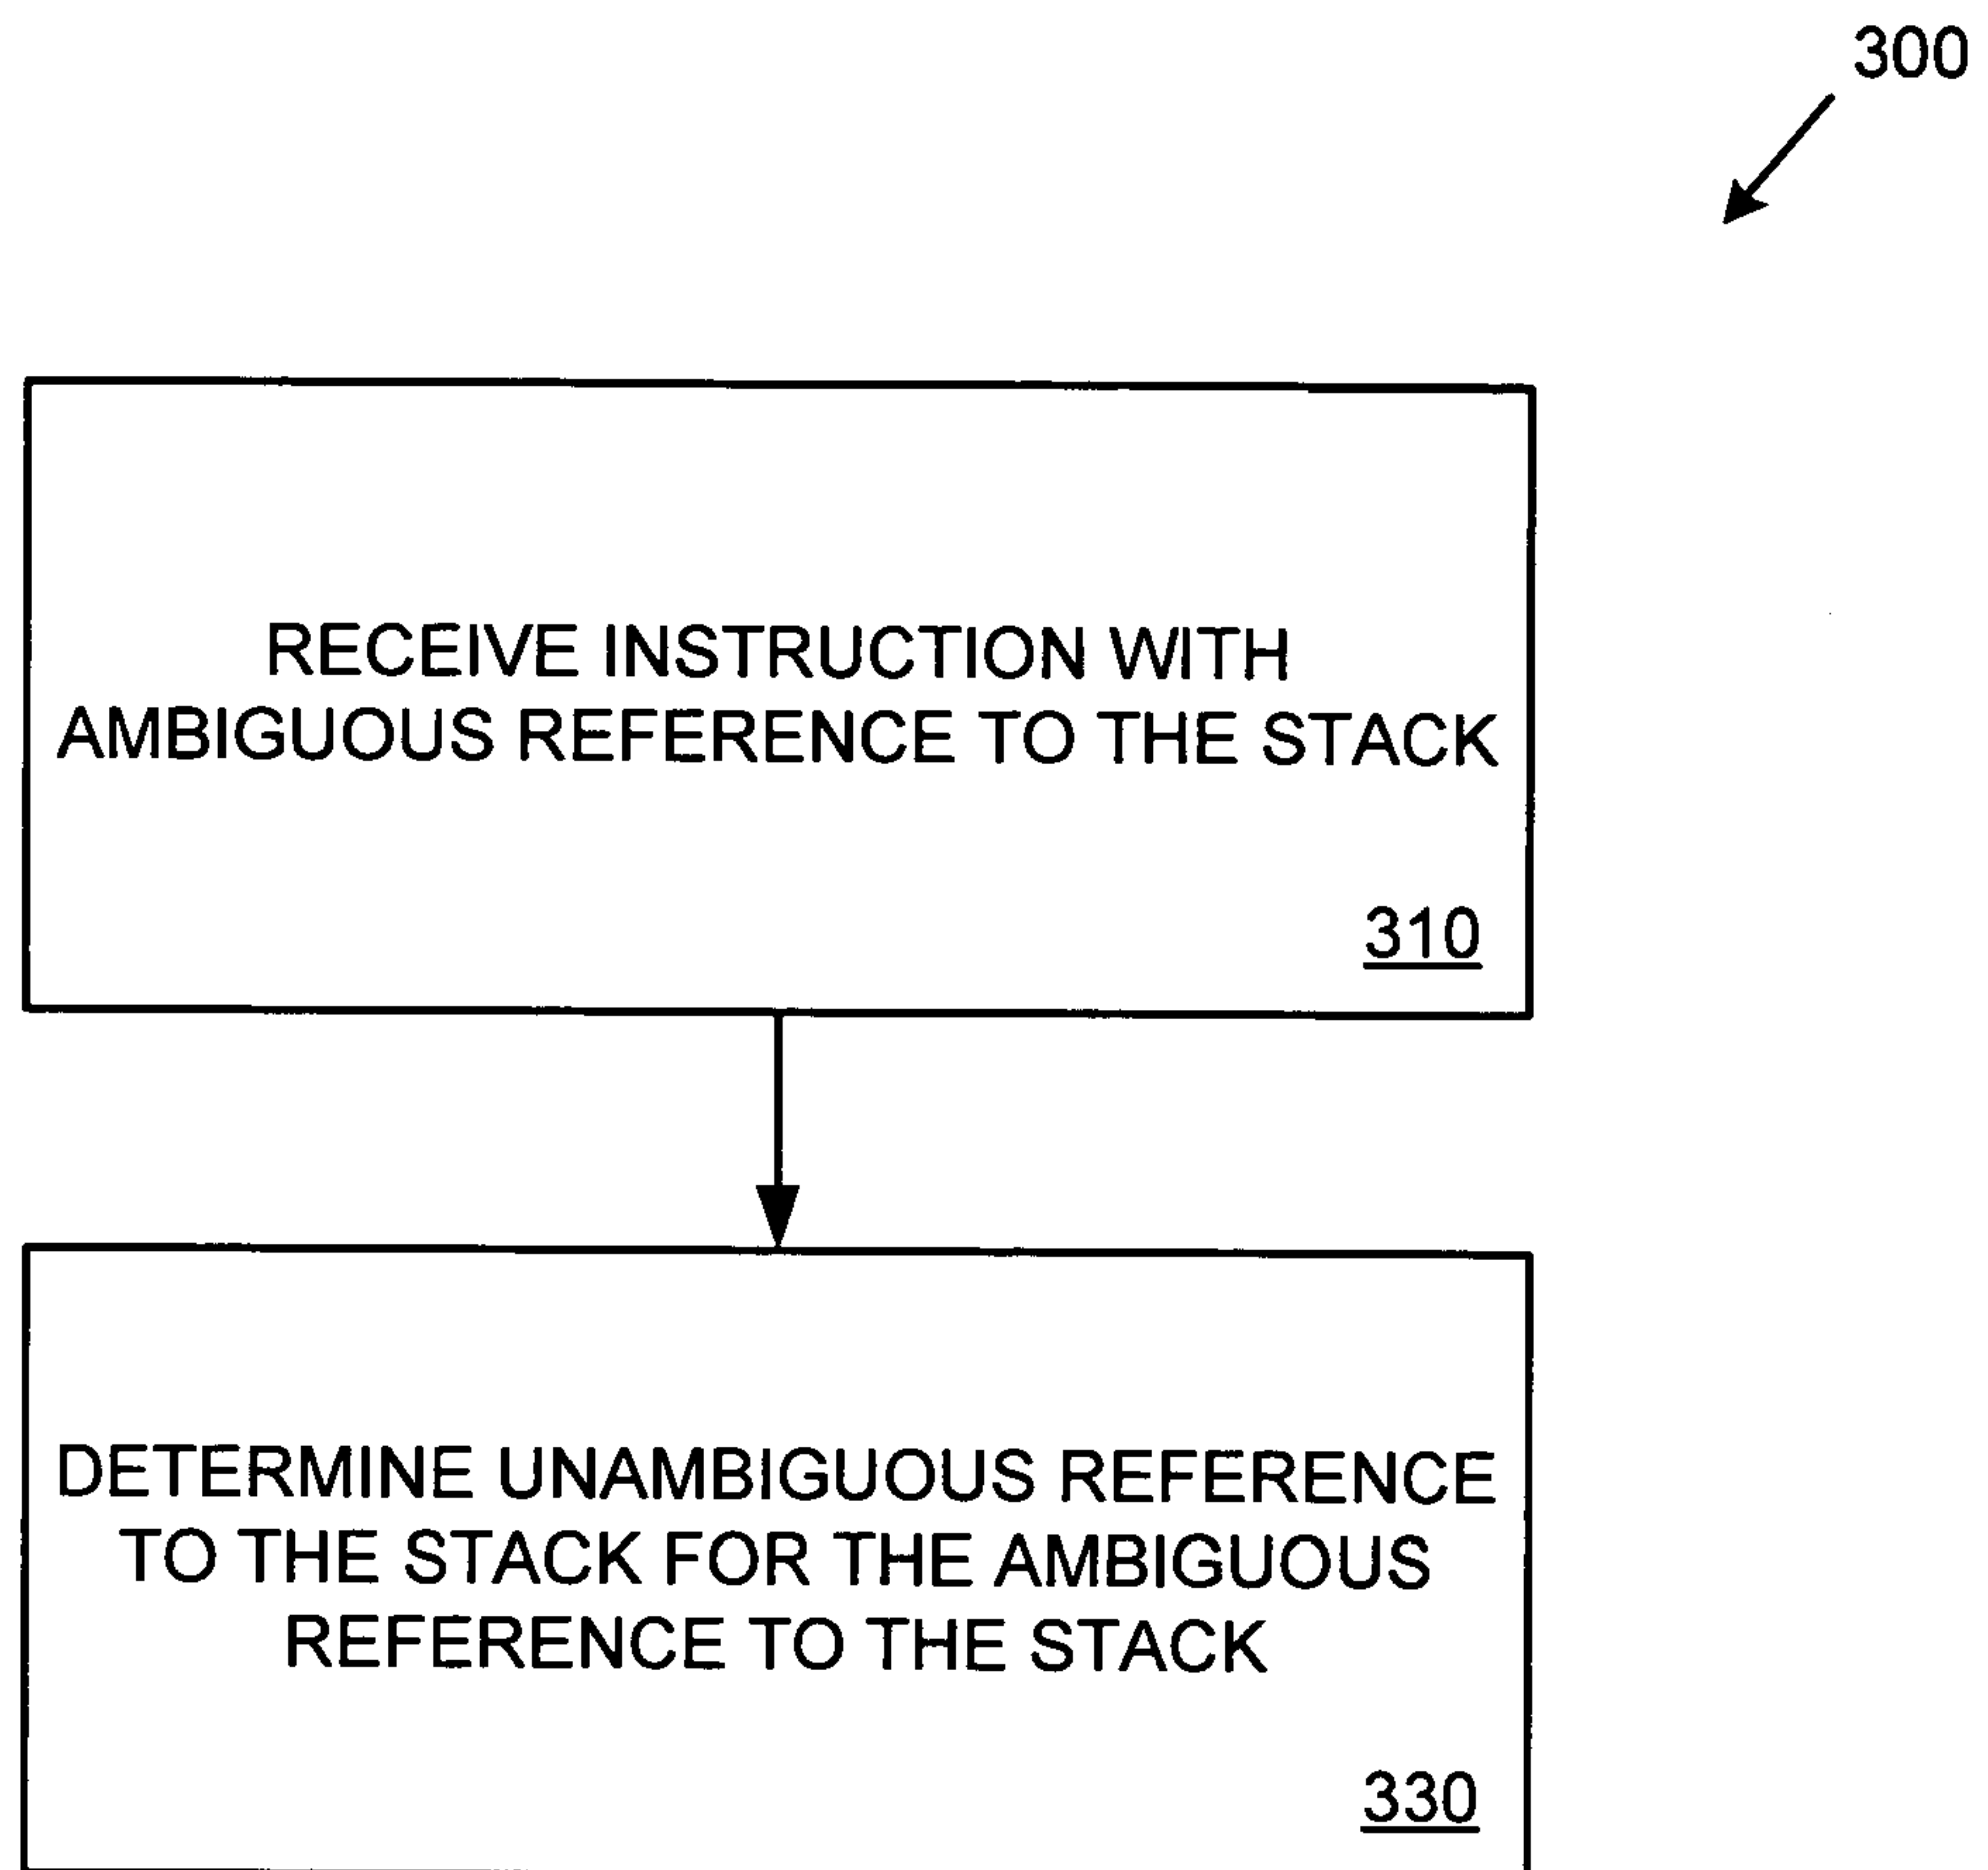 300
RECEIVE INSTRUCTION WITH
AMBIGUOUS REFERENCE TO THE STACK
310
DETERMINE UNAMBIGUOUS REFERENCE
TO THE STACK FOR THE AMBIGUOUS
REFERENCE TO THE STACK
330